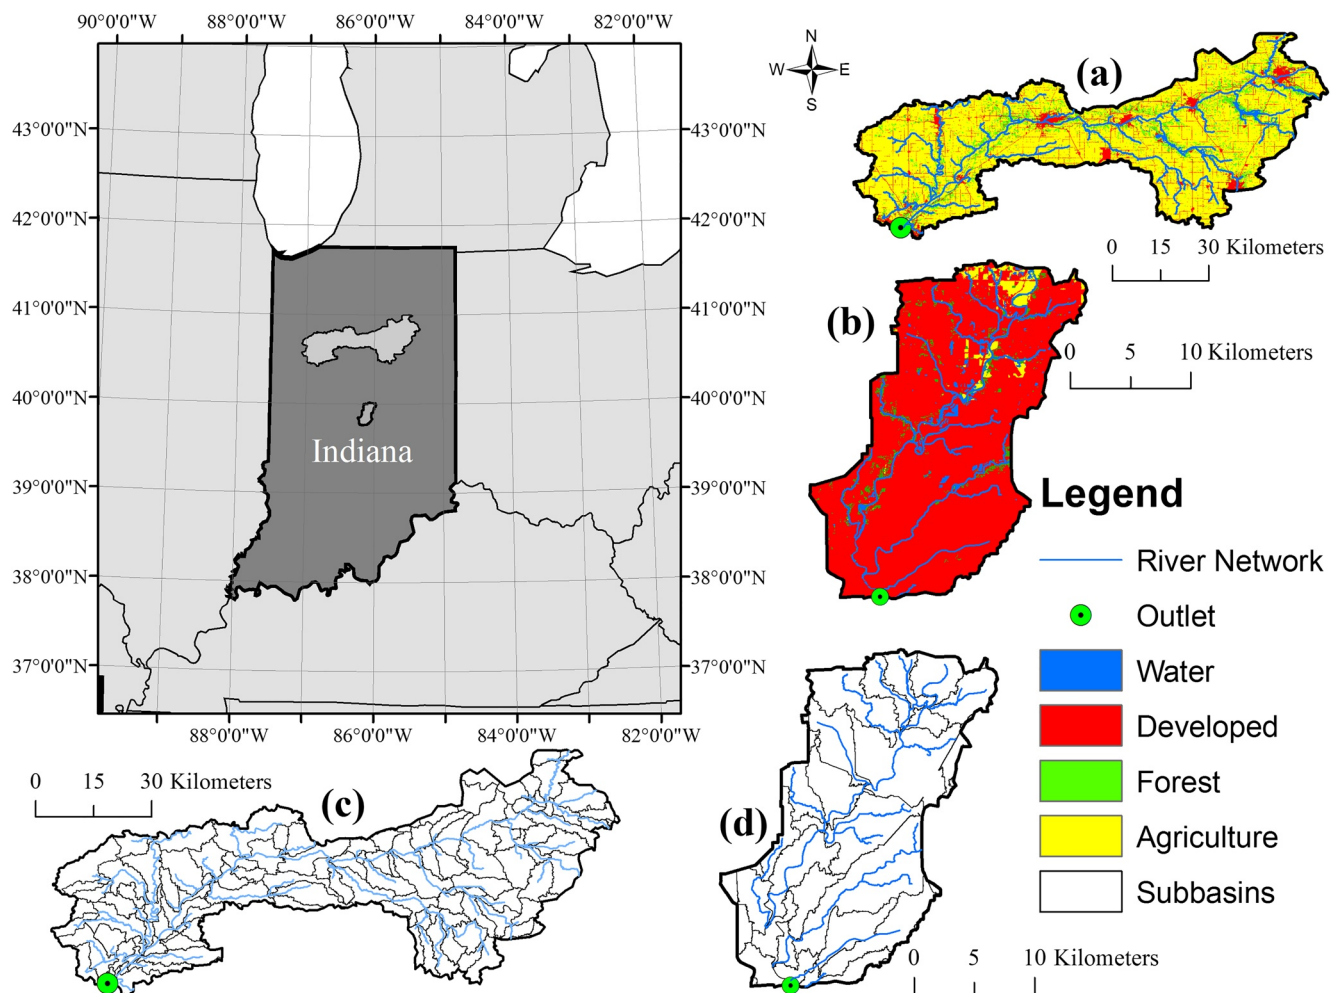 90°0'0"W 88°0'0"W 86°0'0"W 84°0'0"W 82°0'0"W
43°0'0"N
42°0'0"N
41°0'0"N
40°0'0"N
39°0'0"N
38°0'0"N
37°0'0"N
Indiana
43°0'0"N
42°0'0"N
41°0'0"N
40°0'0"N
39°0'0"N
38°0'0"N
37°0'0"N
88°0'0"W 86°0'0"W 84°0'0"W 82°0'0"W
N
W E
S
(a)
0 15 30 Kilometers
(b)
0 5 10 Kilometers
Legend
River Network
Outlet
Water
Developed
Forest
Agriculture
Subbasins
0 15 30 Kilometers
(c)
(d)
0 5 10 Kilometers